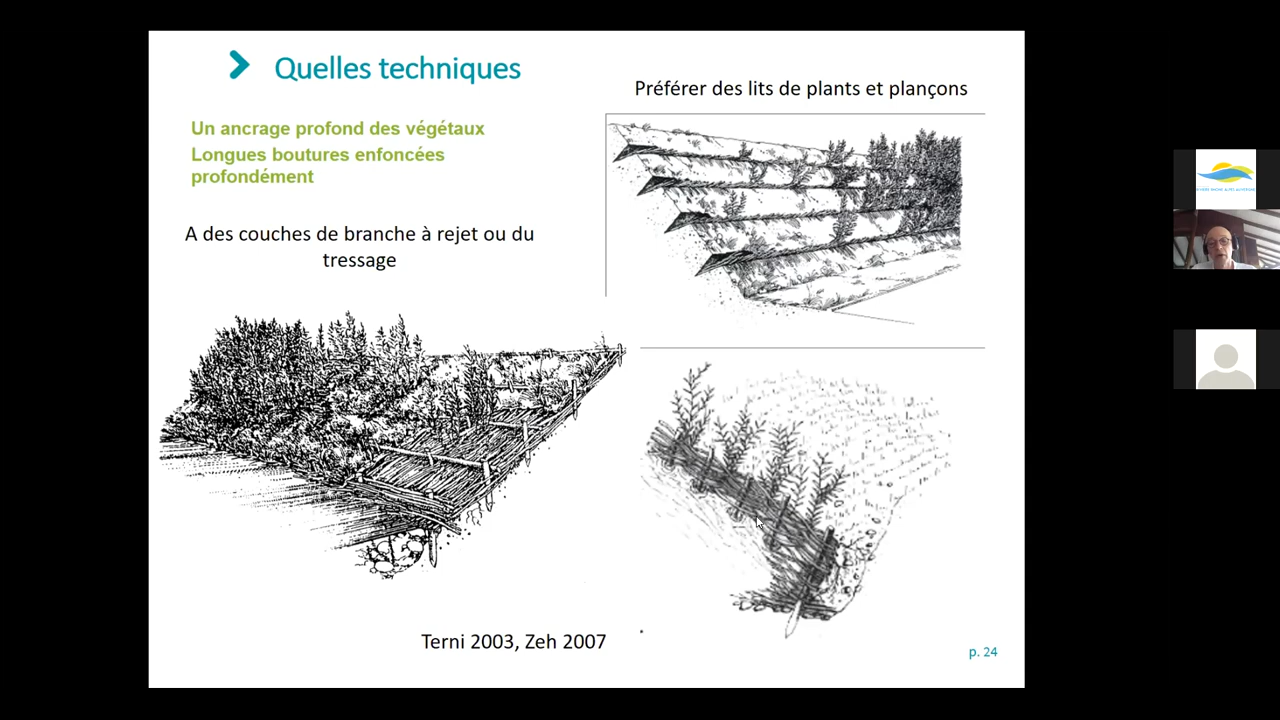 Quelles techniques
Préférer des lits de plants et plançons
Un ancrage profond des végétaux
Longues boutures enfoncées
profondément
A des couches de branche à rejet ou du
tressage
Terni 2003, Zeh 2007
p. 24